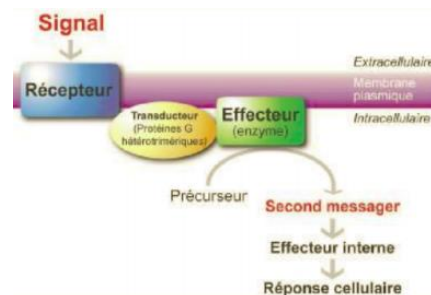 Signal
Extracellulaire
Récepteur
Membrane
plasmique
Transducteur
(Protéines G
hétérotrimériques)
Effecteur
(enzyme)
Intracellulaire
Précurseur
Second messager
Effecteur interne
Réponse cellulaire